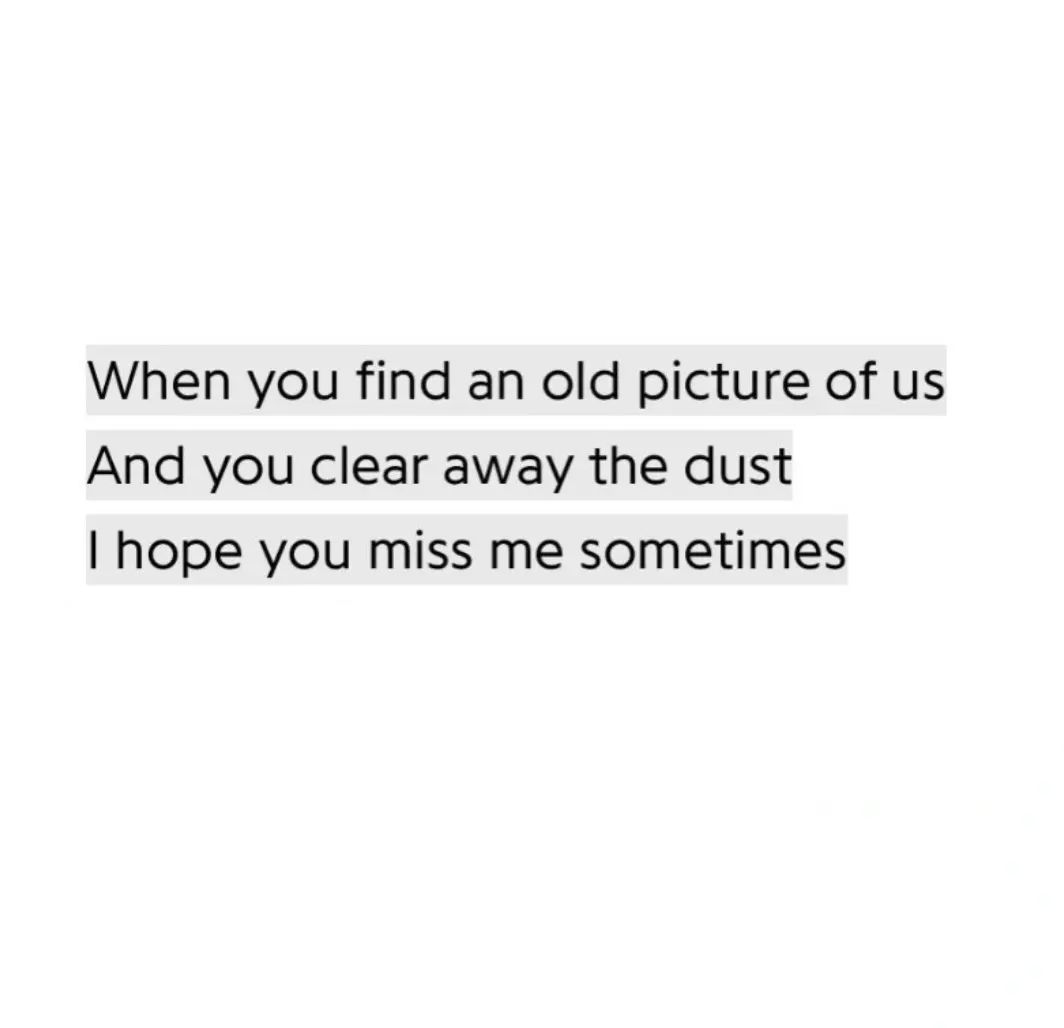 When you find an old picture of us
And you clear away the dust
I hope you miss me sometimes